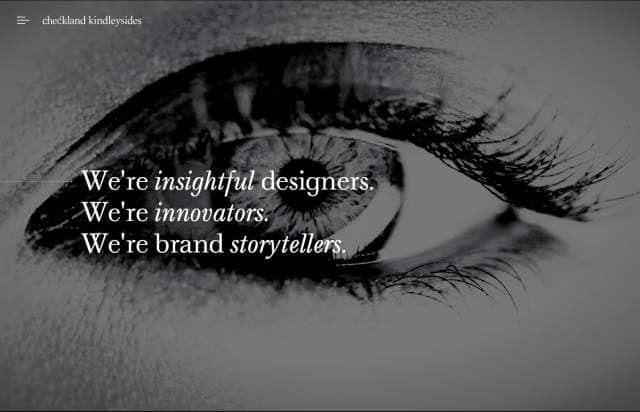 checkland kindleysides
We're insightful designers.
We're innovators.
We're brand storytellers.